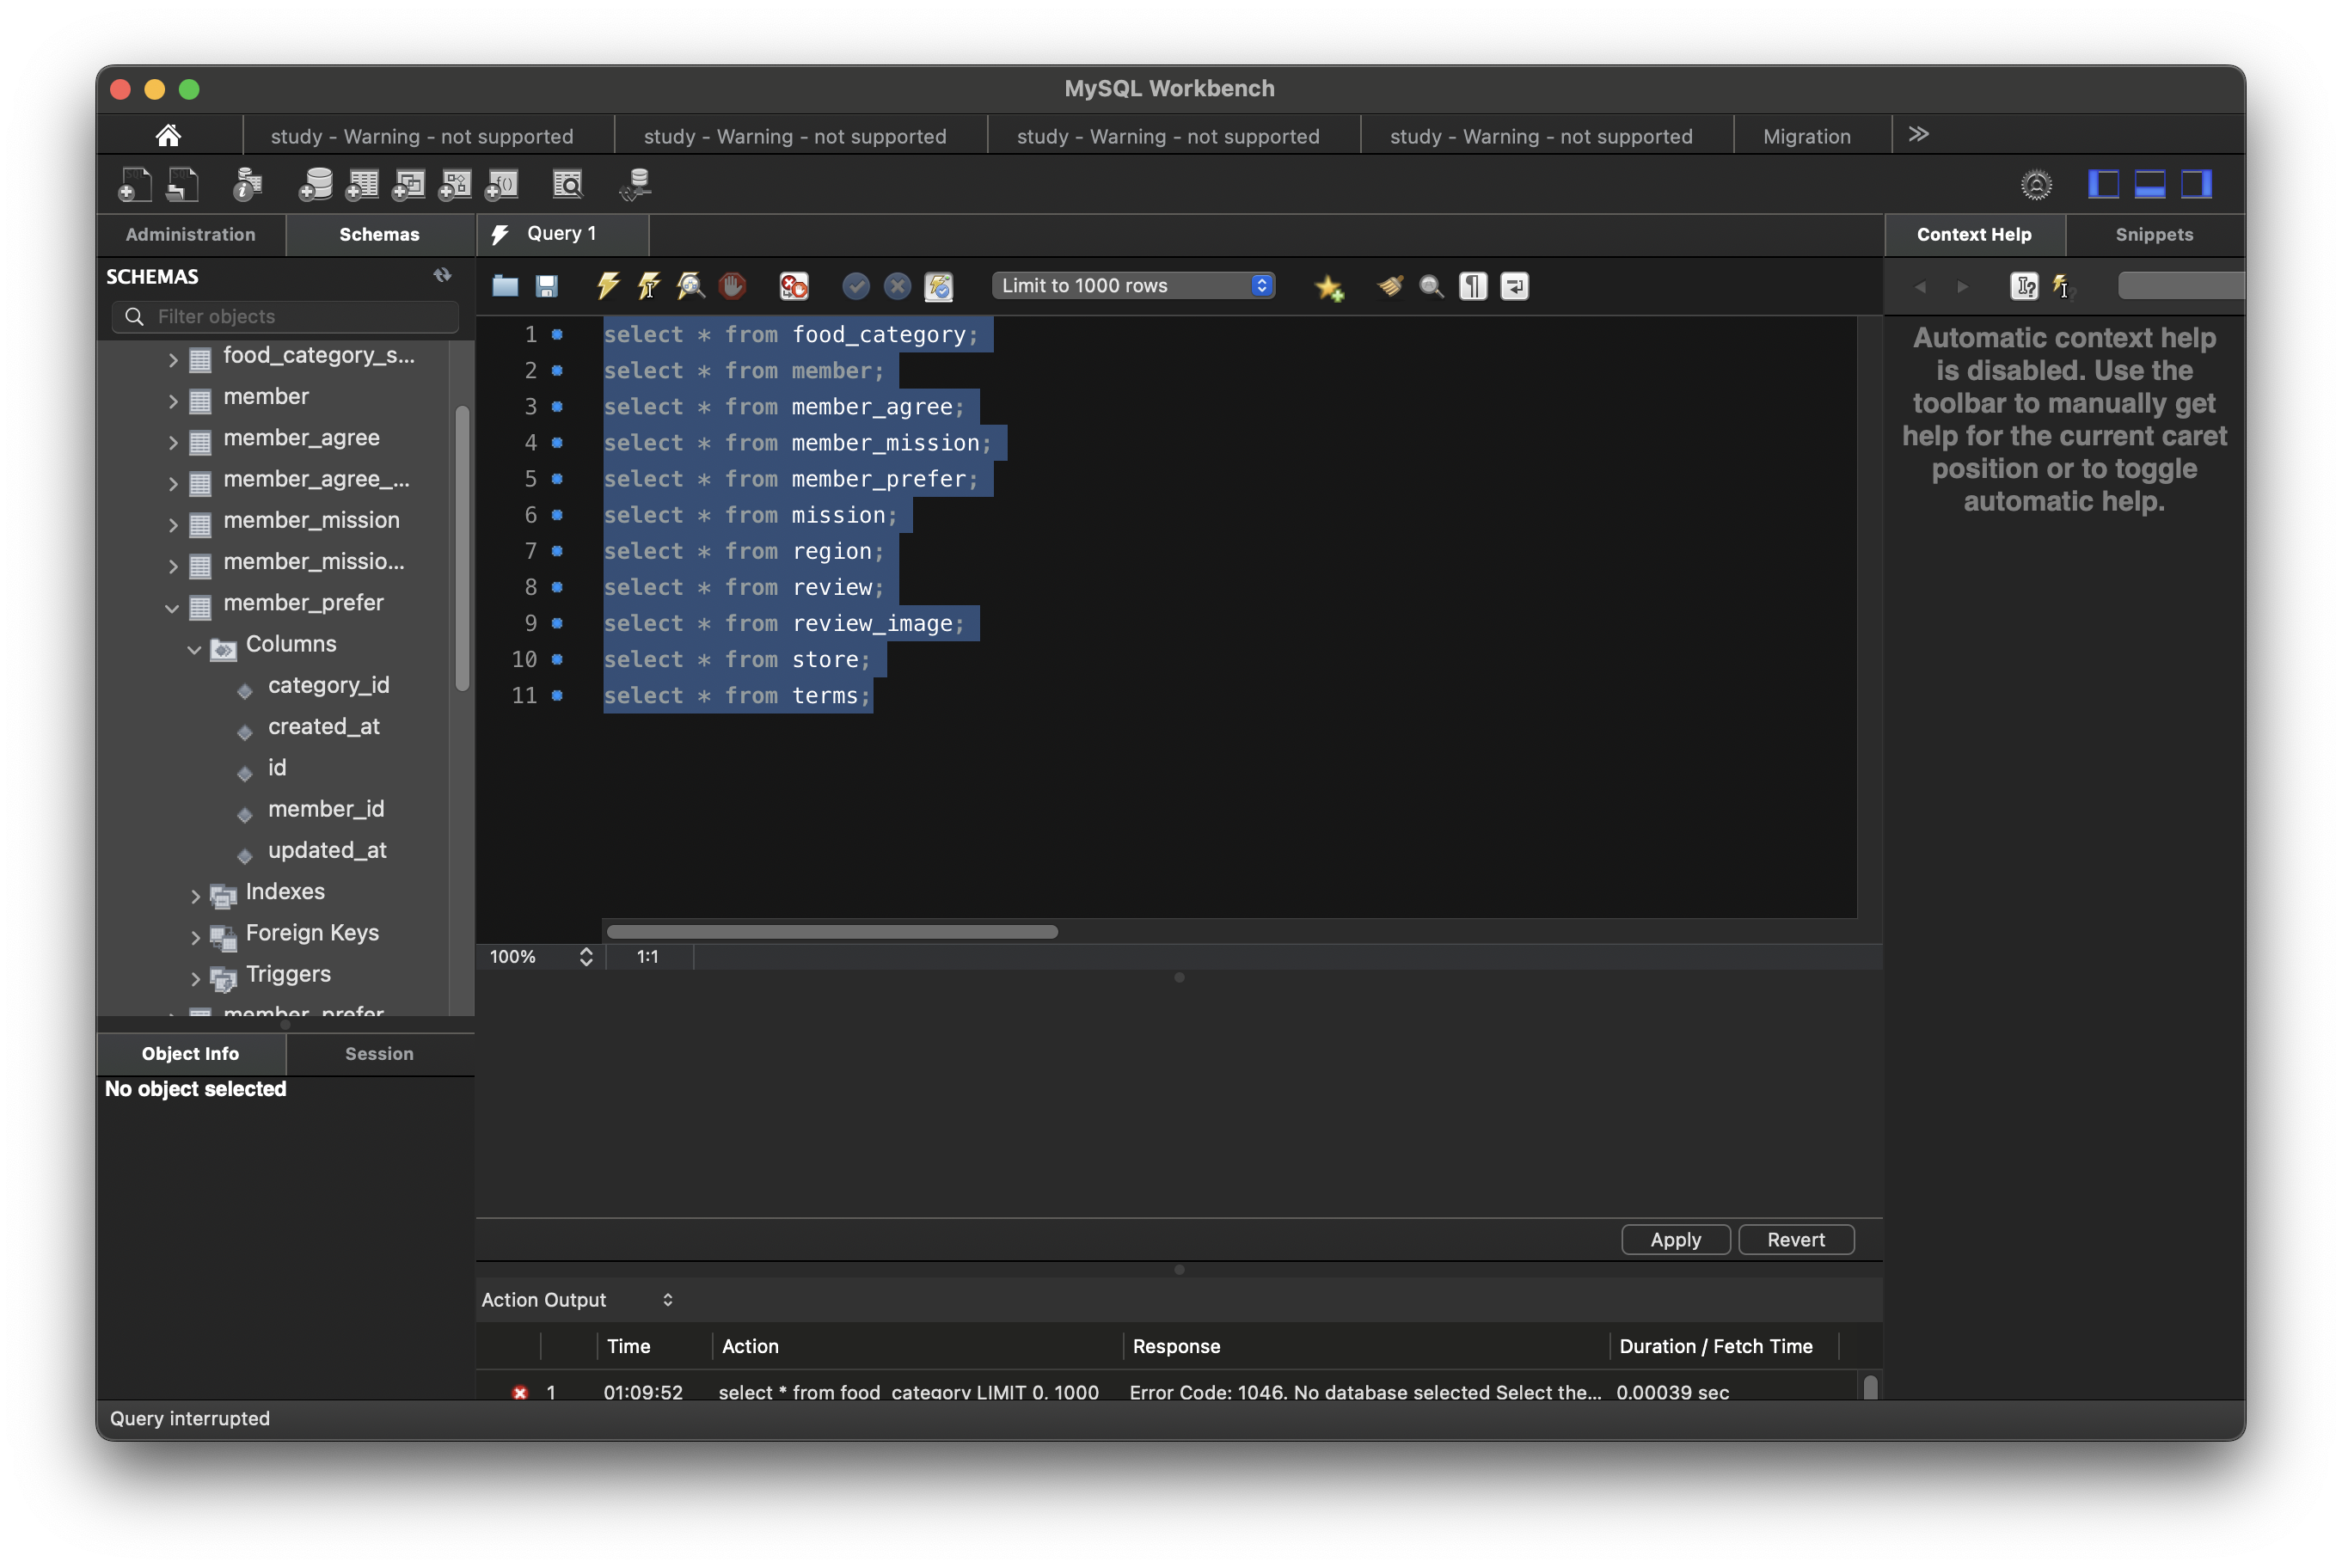 MySQL Workbench
study - Warning - not supported
study - Warning - not supported
study - Warning - not supported
study - Warning - not supported
Migration
Administration
Schemas
Query 1
Context Help
Snippets
SCHEMAS
Filter objects
food_category_s...
member
member_agree
member_agree_...
member_mission
member_missio...
member_prefer
Columns
category_id
created_at
id
member_id
updated_at
Indexes
Foreign Keys
Triggers
member_prefer
Object Info
Session
No object selected
Limit to 1000 rows
1 select * from food_category;
2 select * from member;
3 select * from member_agree;
4 select * from member_mission;
5 select * from member_prefer;
6 select * from mission;
7 select * from region;
8 select * from review;
9 select * from review_image;
10 select * from store;
11 select * from terms;
100%
1:1
Automatic context help
is disabled. Use the
toolbar to manually get
help for the current caret
position or to toggle
automatic help.
Apply
Revert
Action Output
Time Action Response Duration / Fetch Time
1 01:09:52 select * from food_category LIMIT 0, 1000 Error Code: 1046. No database selected Select the... 0.00039 sec
Query interrupted